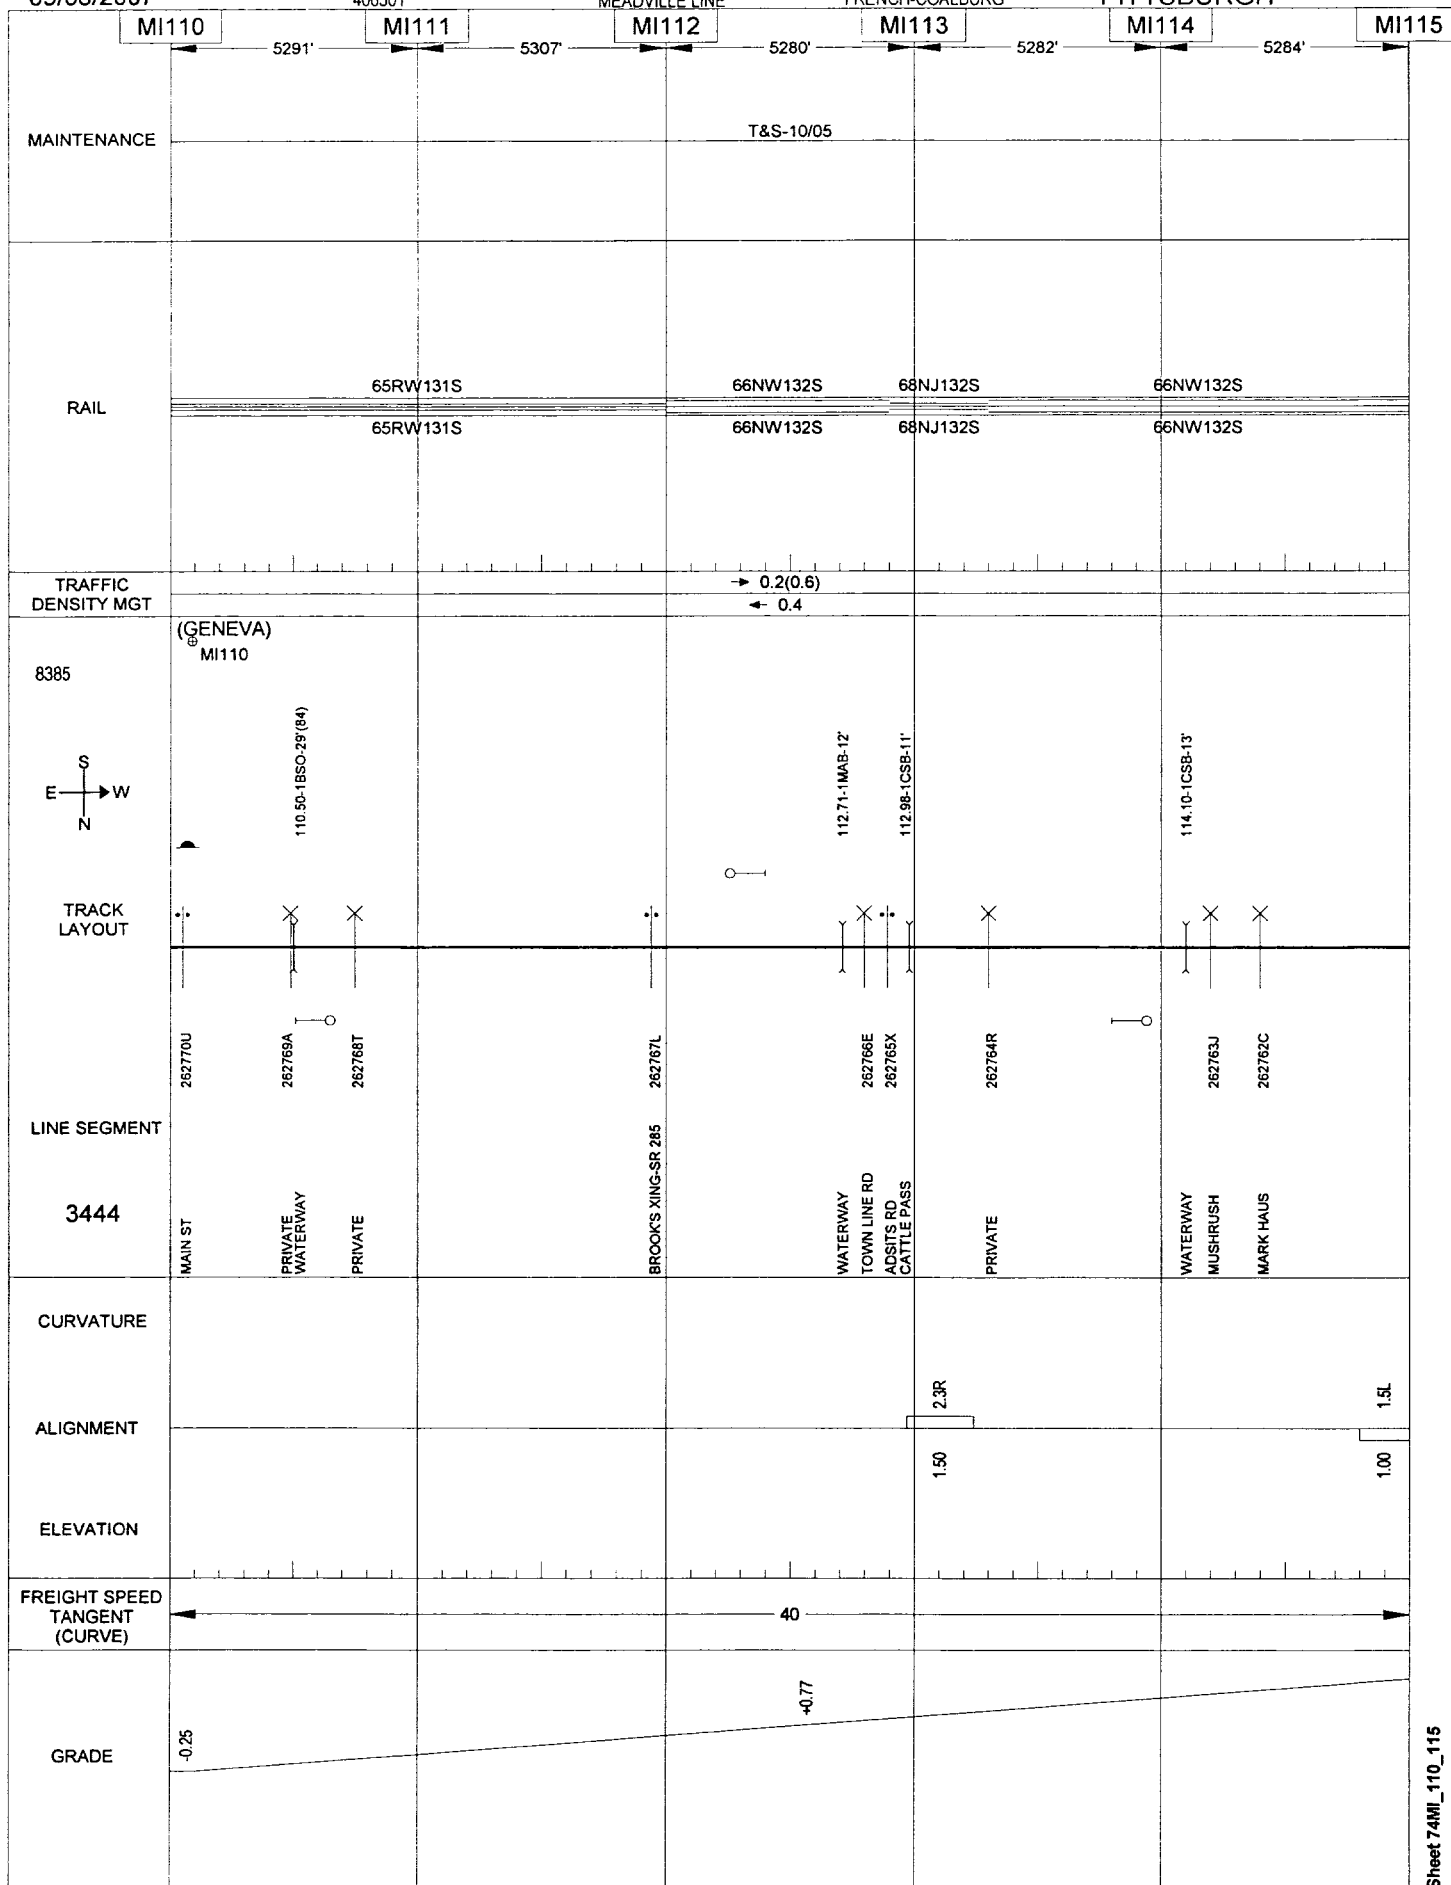 MEADVILLE LINE
PITTSBURGH
MI110 MI111 MI112 MI113 MI114 MI115
5291' 5307' 5280' 5282' 5284'
MAINTENANCE
T&S-10/05
RAIL
65RW131S 66NW132S 68NJ132S 66NW132S
65RW131S 66NW132S 68NJ132S 66NW132S
TRAFFIC
DENSITY MGT
0.2(0.6)
0.4
(GENEVA)
MI110
8385
S
E W
N
110.50-1BSO-29'(84)
112.71-1MAB-12'
112.98-1CSB-11'
114.10-1CSB-13'
TRACK
LAYOUT
262770U
262769A
262768T
262767L
262766E
262765X
262764R
262763J
262762C
LINE SEGMENT
3444
MAIN ST
PRIVATE
WATERWAY
PRIVATE
BROOK'S XING-SR 285
WATERWAY
TOWN LINE RD
ADSITS RD
CATTLE PASS
PRIVATE
WATERWAY
MUSHRUSH
MARK HAUS
CURVATURE
2.3R
1.5L
ALIGNMENT
1.50
1.00
ELEVATION
FREIGHT SPEED
TANGENT
(CURVE)
40
GRADE
-0.25
+0.77
Sheet 74MI_110_115